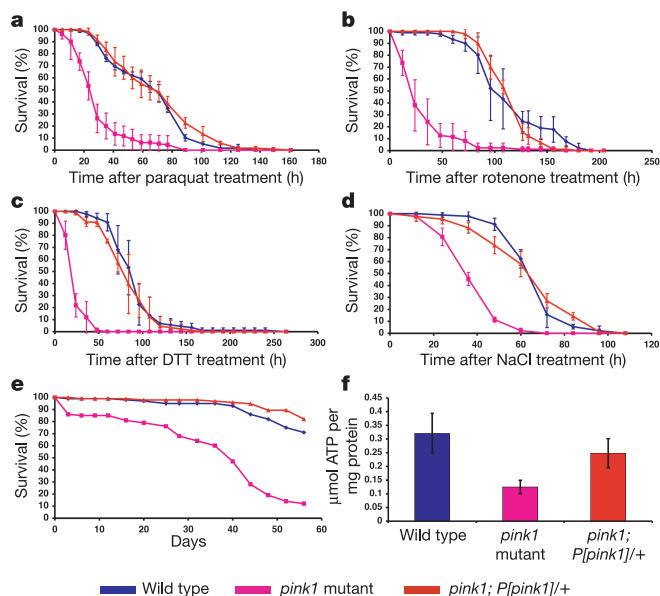 a
Survival (%)
100
90
80
70
60
50
40
30
20
10
0
0 20 40 60 80 100 120 140 160 180
Time after paraquat treatment (h)
b
Survival (%)
100
90
80
70
60
50
40
30
20
10
0
0 50 100 150 200 250
Time after rotenone treatment (h)
c
Survival (%)
100
90
80
70
60
50
40
30
20
10
0
0 50 100 150 200 250 300
Time after DTT treatment (h)
d
Survival (%)
100
90
80
70
60
50
40
30
20
10
0
0 20 40 60 80 100 120
Time after NaCl treatment (h)
e
Survival (%)
100
90
80
70
60
50
40
30
20
10
0
0 10 20 30 40 50 60
Days
f
μmol ATP per
mg protein
0.45
0.4
0.35
0.3
0.25
0.2
0.15
0.1
0.05
0
Wild type
pink1
mutant
pink1;
P[pink1]/+
Wild type pink1 mutant pink1; P[pink1]/+